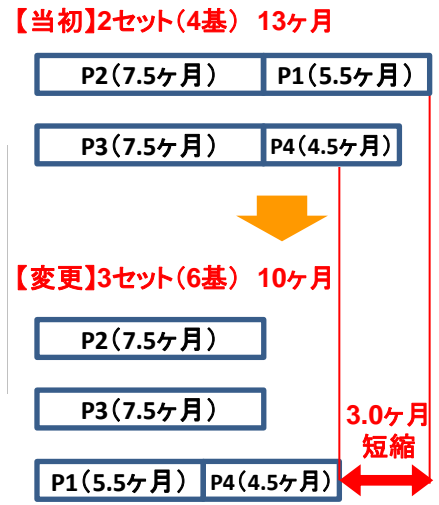 【当初】2セット（4基） 13ヶ月
P2（7.5ヶ月） P1（5.5ヶ月）
P3（7.5ヶ月） P4（4.5ヶ月）
【変更】3セット（6基） 10ヶ月
P2（7.5ヶ月）
P3（7.5ヶ月）
3.0ヶ月
短縮
P1（5.5ヶ月） P4（4.5ヶ月）